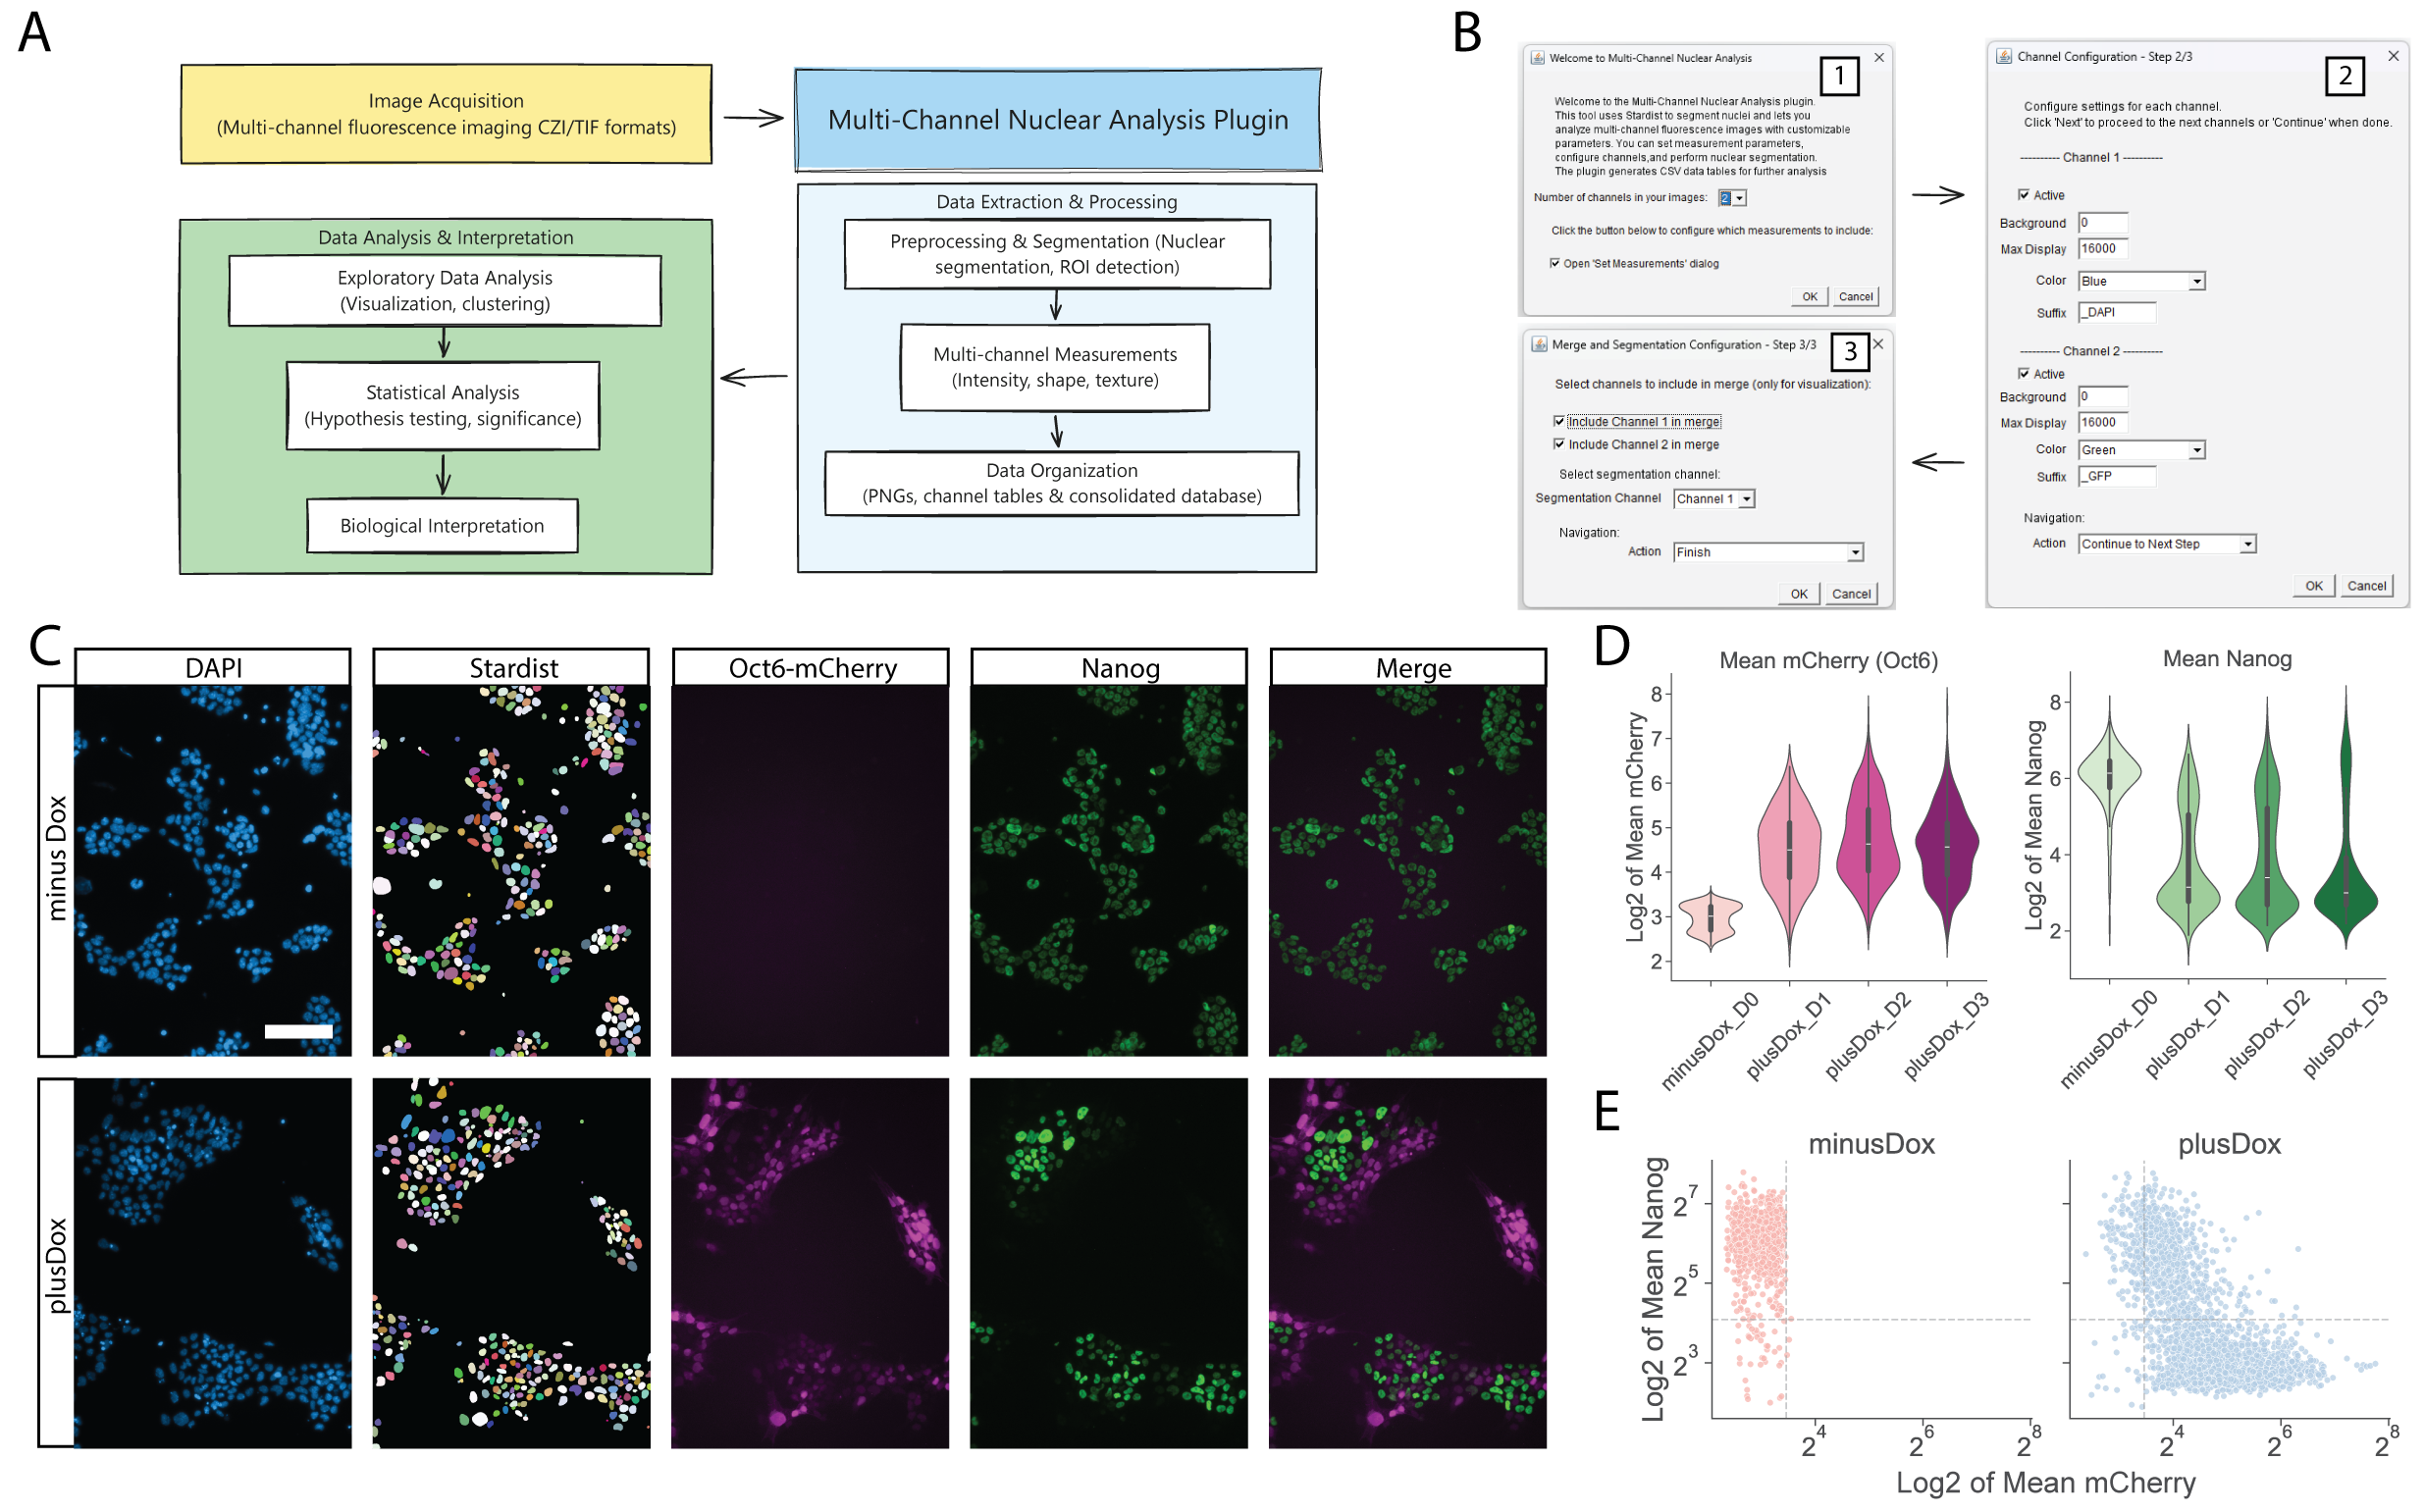 A
Image Acquisition
(Multi-channel fluorescence imaging CZI/TIF formats)
Multi-Channel Nuclear Analysis Plugin
Data Extraction & Processing
Preprocessing & Segmentation (Nuclear
segmentation, ROI detection)
Multi-channel Measurements
(Intensity, shape, texture)
Data Organization
(PNGs, channel tables & consolidated database)
Data Analysis & Interpretation
Exploratory Data Analysis
(Visualization, clustering)
Statistical Analysis
(Hypothesis testing, significance)
Biological Interpretation
B
Welcome to Multi-Channel Nuclear Analysis
1
Welcome to the Multi-Channel Nuclear Analysis plugin.
This tool uses Stardist to segment nuclei and lets you
analyze multi-channel fluorescence images with customizable
parameters. You can set measurement parameters,
configure channels,and perform nuclear segmentation.
The plugin generates CSV data tables for further analysis
Number of channels in your images: 2
Click the button below to configure which measurements to include:
Open 'Set Measurements' dialog
OK Cancel
Channel Configuration - Step 2/3
2
Configure settings for each channel.
Click 'Next' to proceed to the next channels or 'Continue' when done.
---------- Channel 1 ----------
Active
Background 0
Max Display 16000
Color Blue
Suffix _DAPI
---------- Channel 2 ----------
Active
Background 0
Max Display 16000
Color Green
Suffix _GFP
Navigation:
Action Continue to Next Step
OK Cancel
Merge and Segmentation Configuration - Step 3/3
3
Select channels to include in merge (only for visualization):
Include Channel 1 in merge
Include Channel 2 in merge
Select segmentation channel:
Segmentation Channel Channel 1
Navigation:
Action Finish
OK Cancel
C
DAPI Stardist Oct6-mCherry Nanog Merge
minus Dox
plusDox
D
Mean mCherry (Oct6)
Log2 of Mean mCherry
8
7
6
5
4
3
2
minusDox_D0 plusDox_D1 plusDox_D2 plusDox_D3
Mean Nanog
Log2 of Mean Nanog
8
6
4
2
minusDox_D0 plusDox_D1 plusDox_D2 plusDox_D3
E
minusDox plusDox
Log2 of Mean Nanog
2^7
2^5
2^3
2^4 2^6 2^8 2^4 2^6 2^8
Log2 of Mean mCherry